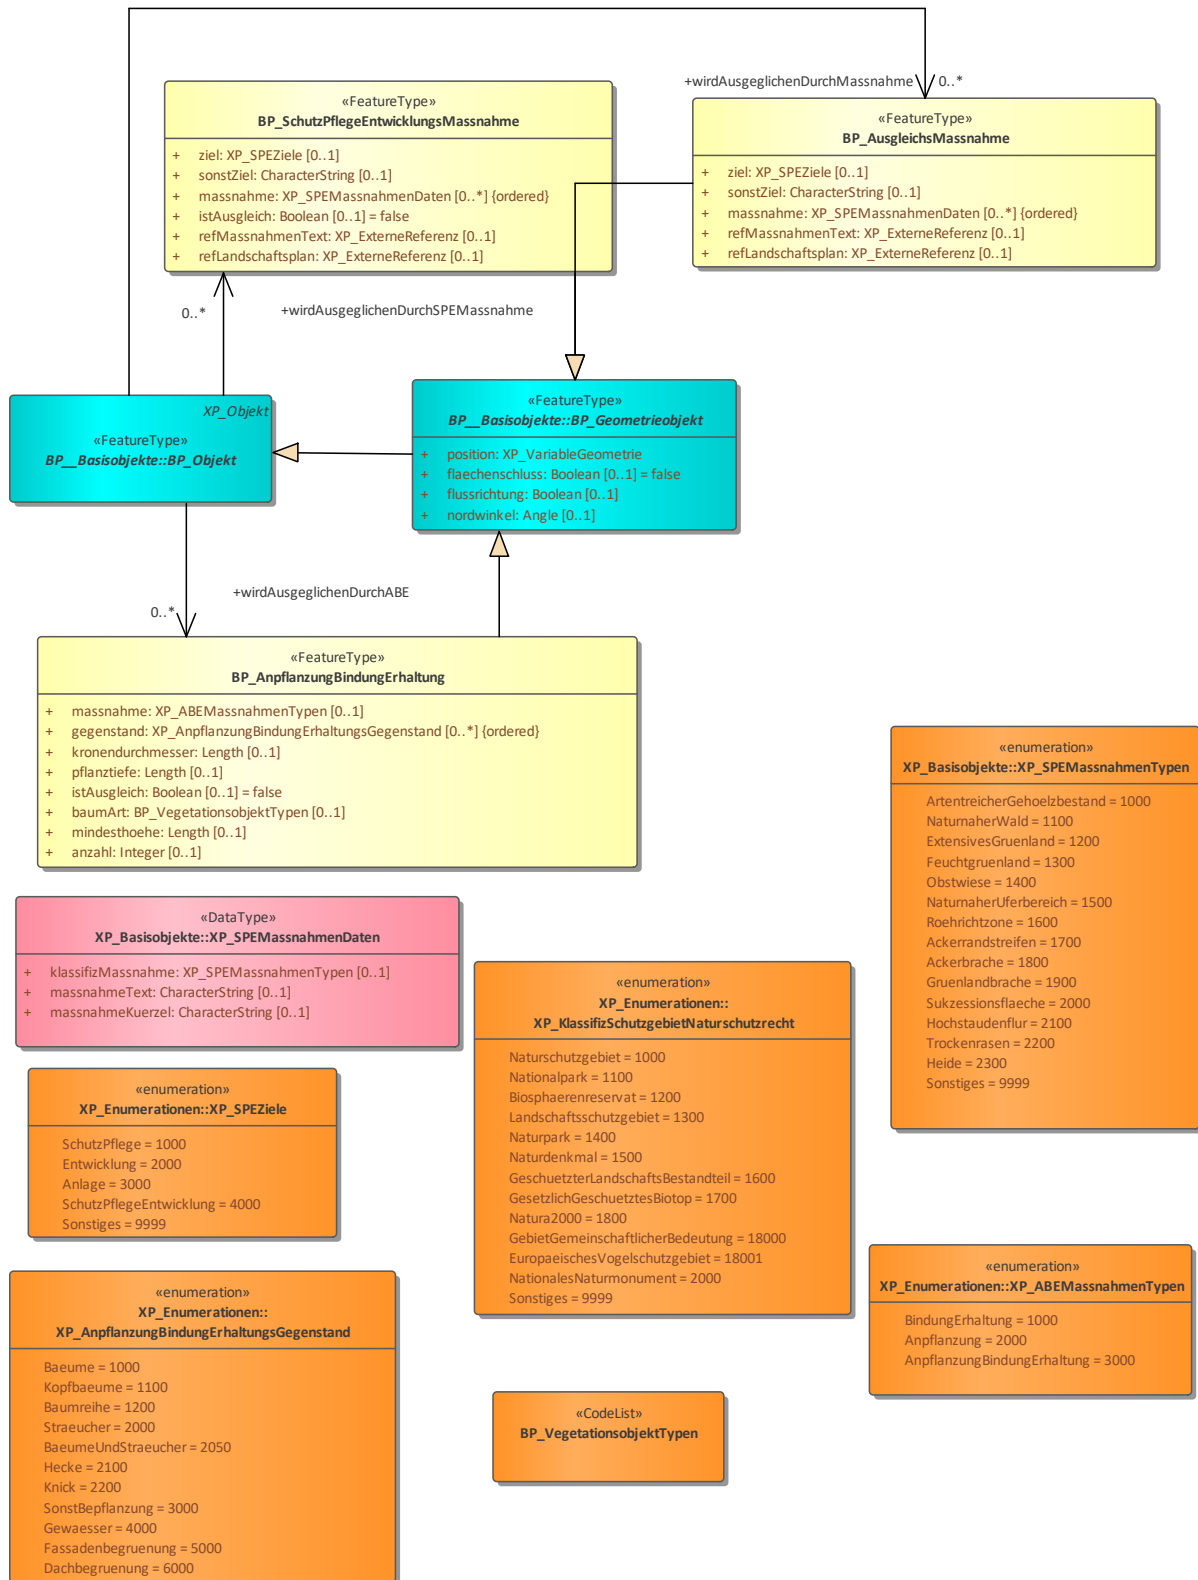 +wirdAusgeglichenDurchMassnahme
0..*
«FeatureType»
BP_SchutzPflegeEntwicklungsMassnahme
+ ziel: XP_SPEZiele [0..1]
+ sonstZiel: CharacterString [0..1]
+ massnahme: XP_SPEMassnahmenDaten [0..*] {ordered}
+ istAusgleich: Boolean [0..1] = false
+ refMassnahmenText: XP_ExterneReferenz [0..1]
+ refLandschaftsplan: XP_ExterneReferenz [0..1]
«FeatureType»
BP_AusgleichsMassnahme
+ ziel: XP_SPEZiele [0..1]
+ sonstZiel: CharacterString [0..1]
+ massnahme: XP_SPEMassnahmenDaten [0..*] {ordered}
+ refMassnahmenText: XP_ExterneReferenz [0..1]
+ refLandschaftsplan: XP_ExterneReferenz [0..1]
0..*
+wirdAusgeglichenDurchSPEMassnahme
XP_Objekt
«FeatureType»
BP__Basisobjekte::BP_Objekt
«FeatureType»
BP__Basisobjekte::BP_Geometrieobjekt
+ position: XP_VariableGeometrie
+ flaechenschluss: Boolean [0..1] = false
+ flussrichtung: Boolean [0..1]
+ nordwinkel: Angle [0..1]
+wirdAusgeglichenDurchABE
0..*
«FeatureType»
BP_AnpflanzungBindungErhaltung
+ massnahme: XP_ABEMassnahmenTypen [0..1]
+ gegenstand: XP_AnpflanzungBindungErhaltungsGegenstand [0..*] {ordered}
+ kronendurchmesser: Length [0..1]
+ pflanztiefe: Length [0..1]
+ istAusgleich: Boolean [0..1] = false
+ baumArt: BP_VegetationsobjektTypen [0..1]
+ mindesthoehe: Length [0..1]
+ anzahl: Integer [0..1]
«enumeration»
XP_Basisobjekte::XP_SPEMassnahmenTypen
ArtentreicherGehoelzbestand = 1000
NaturnaherWald = 1100
ExtensivesGruenland = 1200
Feuchtgruenland = 1300
Obstwiese = 1400
NaturnaherUferbereich = 1500
Roehrichtzone = 1600
Ackerrandstreifen = 1700
Ackerbrache = 1800
Gruenlandbrache = 1900
Sukzessionsflaeche = 2000
Hochstaudenflur = 2100
Trockenrasen = 2200
Heide = 2300
Sonstiges = 9999
«DataType»
XP_Basisobjekte::XP_SPEMassnahmenDaten
+ klassifizMassnahme: XP_SPEMassnahmenTypen [0..1]
+ massnahmeText: CharacterString [0..1]
+ massnahmeKuerzel: CharacterString [0..1]
«enumeration»
XP_Enumerationen::
XP_KlassifizSchutzgebietNaturschutzrecht
Naturschutzgebiet = 1000
Nationalpark = 1100
Biosphaerenreservat = 1200
Landschaftsschutzgebiet = 1300
Naturpark = 1400
Naturdenkmal = 1500
GeschuetzterLandschaftsBestandteil = 1600
GesetzlichGeschuetztesBiotop = 1700
Natura2000 = 1800
GebietGemeinschaftlicherBedeutung = 18000
EuropaeischesVogelschutzgebiet = 18001
NationalesNaturmonument = 2000
Sonstiges = 9999
«enumeration»
XP_Enumerationen::XP_SPEZiele
SchutzPflege = 1000
Entwicklung = 2000
Anlage = 3000
SchutzPflegeEntwicklung = 4000
Sonstiges = 9999
«enumeration»
XP_Enumerationen::XP_ABEMassnahmenTypen
BindungErhaltung = 1000
Anpflanzung = 2000
AnpflanzungBindungErhaltung = 3000
«enumeration»
XP_Enumerationen::
XP_AnpflanzungBindungErhaltungsGegenstand
Baeume = 1000
Kopfbaeume = 1100
Baumreihe = 1200
Straeucher = 2000
BaeumeUndStraeucher = 2050
Hecke = 2100
Knick = 2200
SonstBepflanzung = 3000
Gewaesser = 4000
Fassadenbegruenung = 5000
Dachbegruenung = 6000
«CodeList»
BP_VegetationsobjektTypen